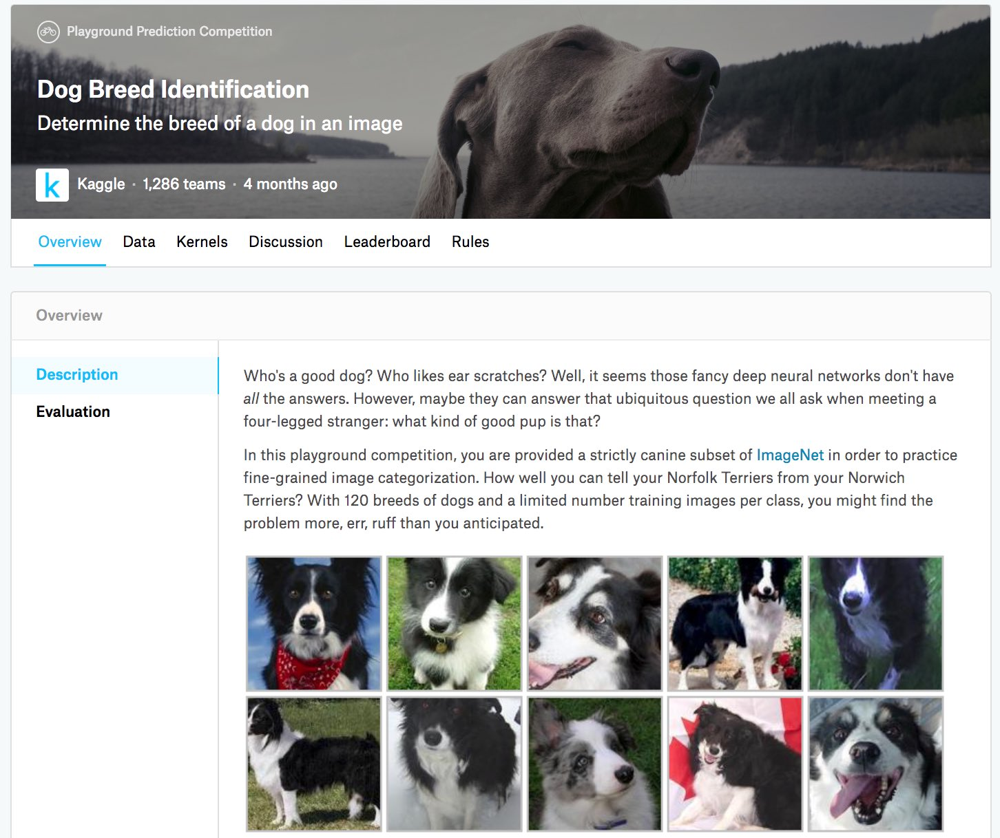 Playground Prediction Competition
Dog Breed Identification
Determine the breed of a dog in an image
k Kaggle · 1,286 teams · 4 months ago
Overview Data Kernels Discussion Leaderboard Rules
Overview
Description
Evaluation
Who's a good dog? Who likes ear scratches? Well, it seems those fancy deep neural networks don't have
all the answers. However, maybe they can answer that ubiquitous question we all ask when meeting a
four-legged stranger: what kind of good pup is that?
In this playground competition, you are provided a strictly canine subset of ImageNet in order to practice
fine-grained image categorization. How well you can tell your Norfolk Terriers from your Norwich
Terriers? With 120 breeds of dogs and a limited number training images per class, you might find the
problem more, err, ruff than you anticipated.